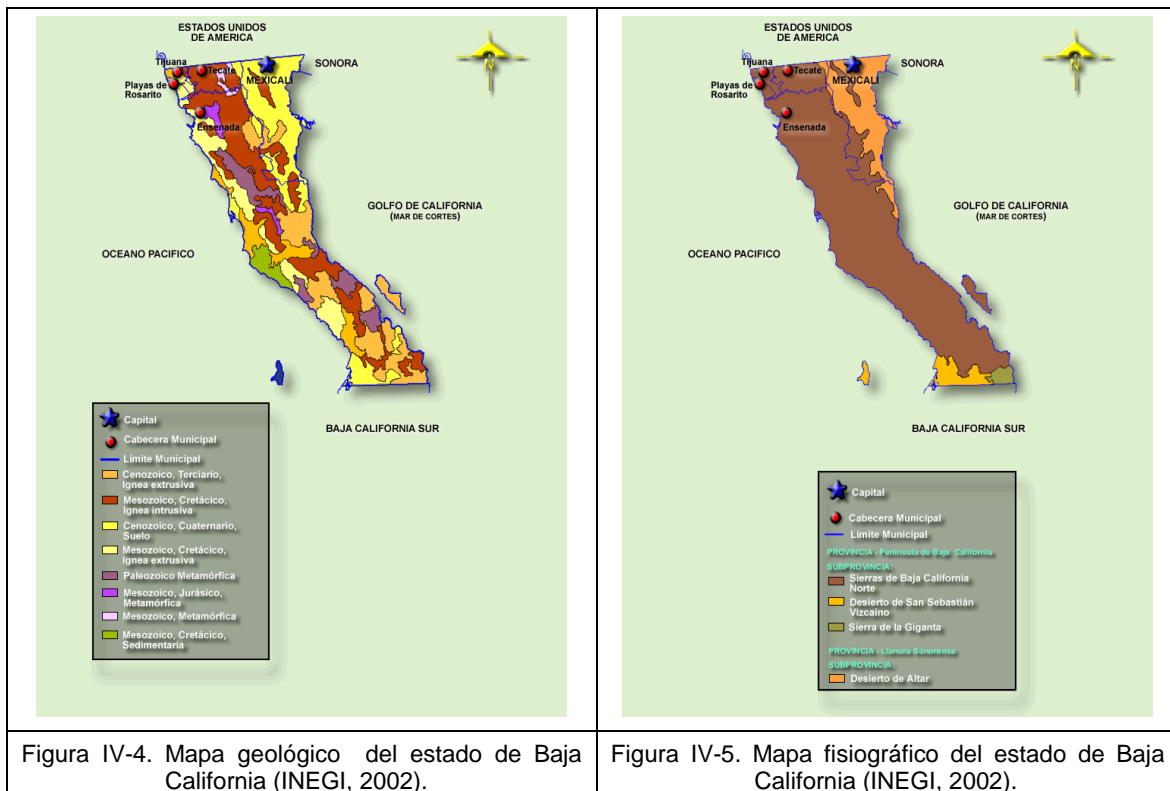 ESTADOS UNIDOS
DE AMERICA
Tijuana
Tecate
MEXICALI
SONORA
Playas de
Rosarito
Ensenada
N
GOLFO DE CALIFORNIA
(MAR DE CORTES)
OCEANO PACIFICO
BAJA CALIFORNIA SUR
Capital
Cabecera Municipal
Límite Municipal
Cenozoico, Terciario,
Ignea extrusiva
Mesozoico, Cretácico,
Ignea intrusiva
Cenozoico, Cuaternario,
Suelo
Mesozoico, Cretácico,
Ignea extrusiva
Paleozoico Metamórfica
Mesozoico, Jurásico,
Metamórfica
Mesozoico, Metamórfica
Mesozoico, Cretácico,
Sedimentaria
Figura IV-4. Mapa geológico del estado de Baja
California (INEGI, 2002).
ESTADOS UNIDOS
DE AMERICA
Tijuana
Tecate
MEXICALI
SONORA
Playas de
Rosarito
Ensenada
N
GOLFO DE CALIFORNIA
(MAR DE CORTES)
OCEANO PACIFICO
BAJA CALIFORNIA SUR
Capital
Cabecera Municipal
Límite Municipal
PROVINCIA - Península de Baja California
SUBPROVINCIA:
Sierras de Baja California
Norte
Desierto de San Sebastián
Vizcaino
Sierra de la Giganta
PROVINCIA - Llanura Sonorense
SUBPROVINCIA:
Desierto de Altar
Figura IV-5. Mapa fisiográfico del estado de Baja
California (INEGI, 2002).